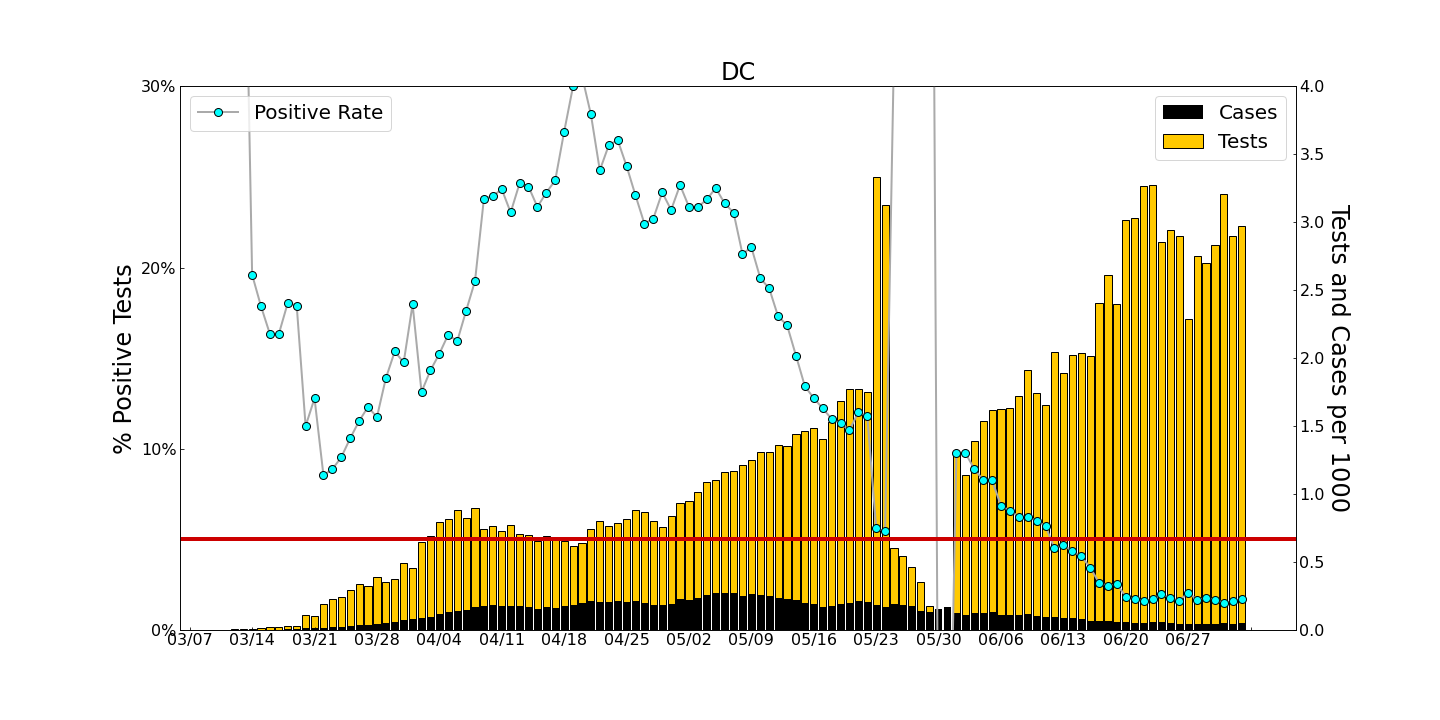 DC
30%
20%
10%
0%
% Positive Tests
Positive Rate
Cases
Tests
4.0
3.5
3.0
2.5
2.0
1.5
1.0
0.5
0.0
Tests and Cases per 1000
03/07 03/14 03/21 03/28 04/04 04/11 04/18 04/25 05/02 05/09 05/16 05/23 05/30 06/06 06/13 06/20 06/27